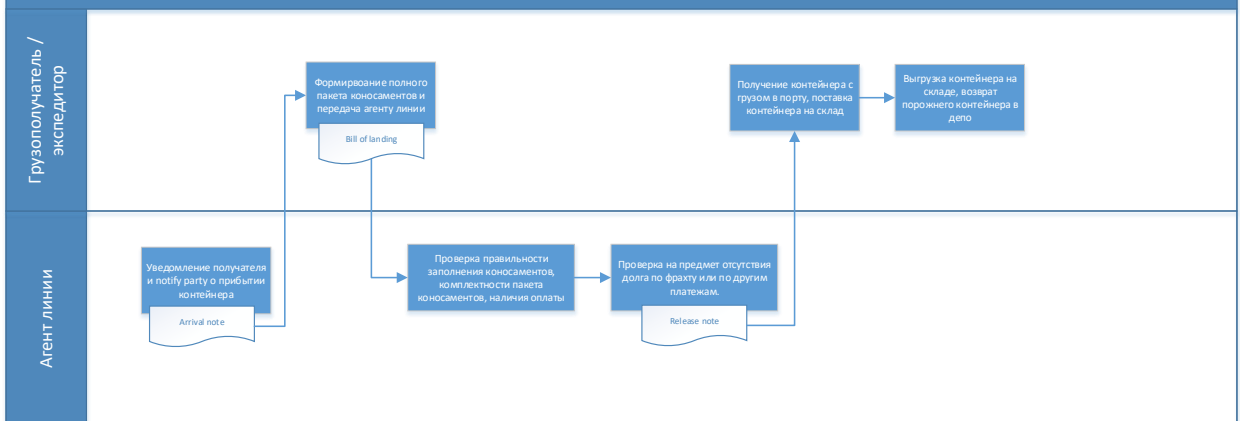 Грузополучатель /
экспедитор
Формирвоание полного
пакета коносаментов и
передача агенту линии
Bill of landing
Получение контейнера с
грузом в порту, поставка
контейнера на склад
Выгрузка контейнера на
складе, возврат
порожнего контейнера в
депо
Агент линии
Уведомление получателя
и notify party о прибытии
контейнера
Arrival note
Проверка правильности
заполнения коносаментов,
комплектности пакета
коносаментов, наличия оплаты
Проверка на предмет отсутствия
долга по фрахту или по другим
платежам.
Release note